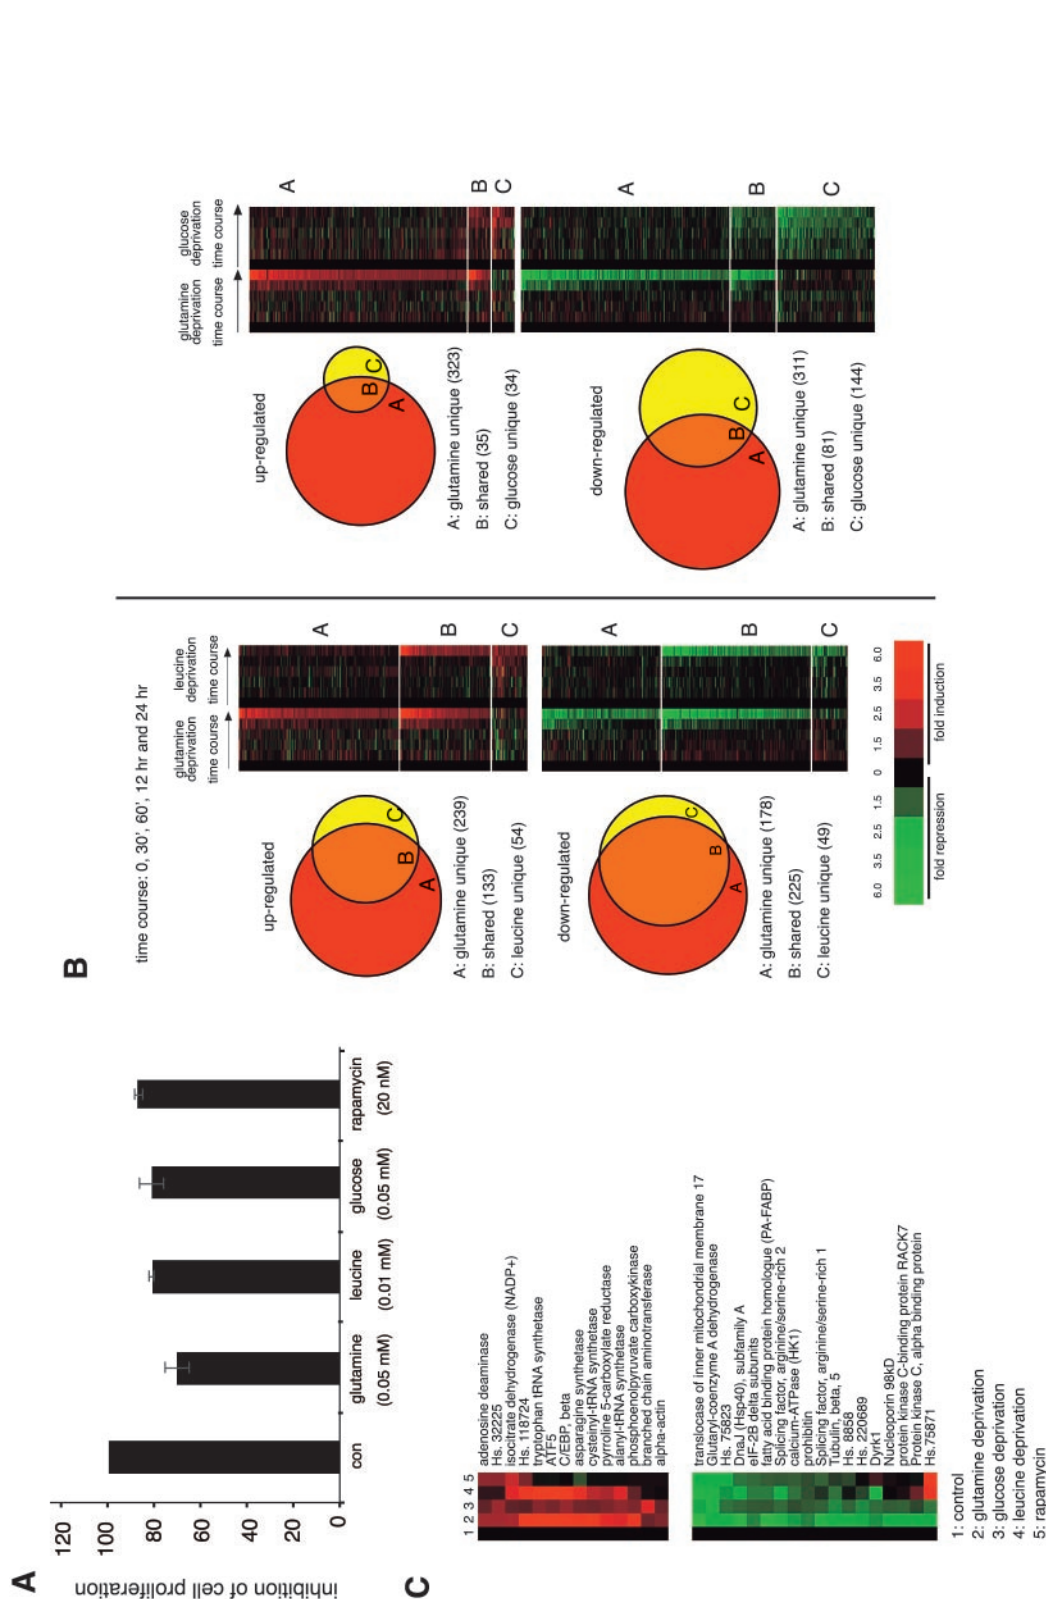 A
inhibition of cell proliferation
120
100
80
60
40
20
0
con
glutamine
(0.05 mM)
leucine
(0.01 mM)
glucose
(0.05 mM)
rapamycin
(20 nM)
B
time course: 0, 30', 60', 12 hr and 24 hr
up-regulated
A
B
C
A: glutamine unique (239)
B: shared (133)
C: leucine unique (54)
glutamine
deprivation
time course
leucine
deprivation
time course
A
B
C
down-regulated
A
B
C
A: glutamine unique (178)
B: shared (225)
C: leucine unique (49)
A
B
C
6.0 3.5 2.5 1.5 0 1.5 2.5 3.5 6.0
fold repression
fold induction
up-regulated
A
B
C
A: glutamine unique (323)
B: shared (35)
C: glucose unique (34)
glutamine
deprivation
time course
glucose
deprivation
time course
A
B
C
down-regulated
A
B
C
A: glutamine unique (311)
B: shared (81)
C: glucose unique (144)
A
B
C
C
1 2 3 4 5
adenosine deaminase
Hs. 32225
isocitrate dehydrogenase (NADP+)
Hs. 118724
tryptophan tRNA synthetase
ATF5
C/EBP, beta
asparagine synthetase
cysteinyl-tRNA synthetase
pyrroline 5-carboxylate reductase
alanyl-tRNA synthetase
phosphoenolpyruvate carboxykinase
branched chain aminotransferase
alpha-actin
translocase of inner mitochondrial membrane 17
Glutaryl-coenzyme A dehydrogenase
Hs. 75823
DnaJ (Hsp40), subfamily A
eIF-2B delta subunits
fatty acid binding protein homologue (PA-FABP)
Splicing factor, arginine/serine-rich 2
calcium-ATPase (HK1)
prohibitin
Splicing factor, arginine/serine-rich 1
Tubulin, beta, 5
Hs. 8858
Hs. 220689
Dyrk1
Nucleoporin 98kD
protein kinase C-binding protein RACK7
Protein kinase C, alpha binding protein
Hs.75871
1: control
2: glutamine deprivation
3: glucose deprivation
4: leucine deprivation
5: rapamycin